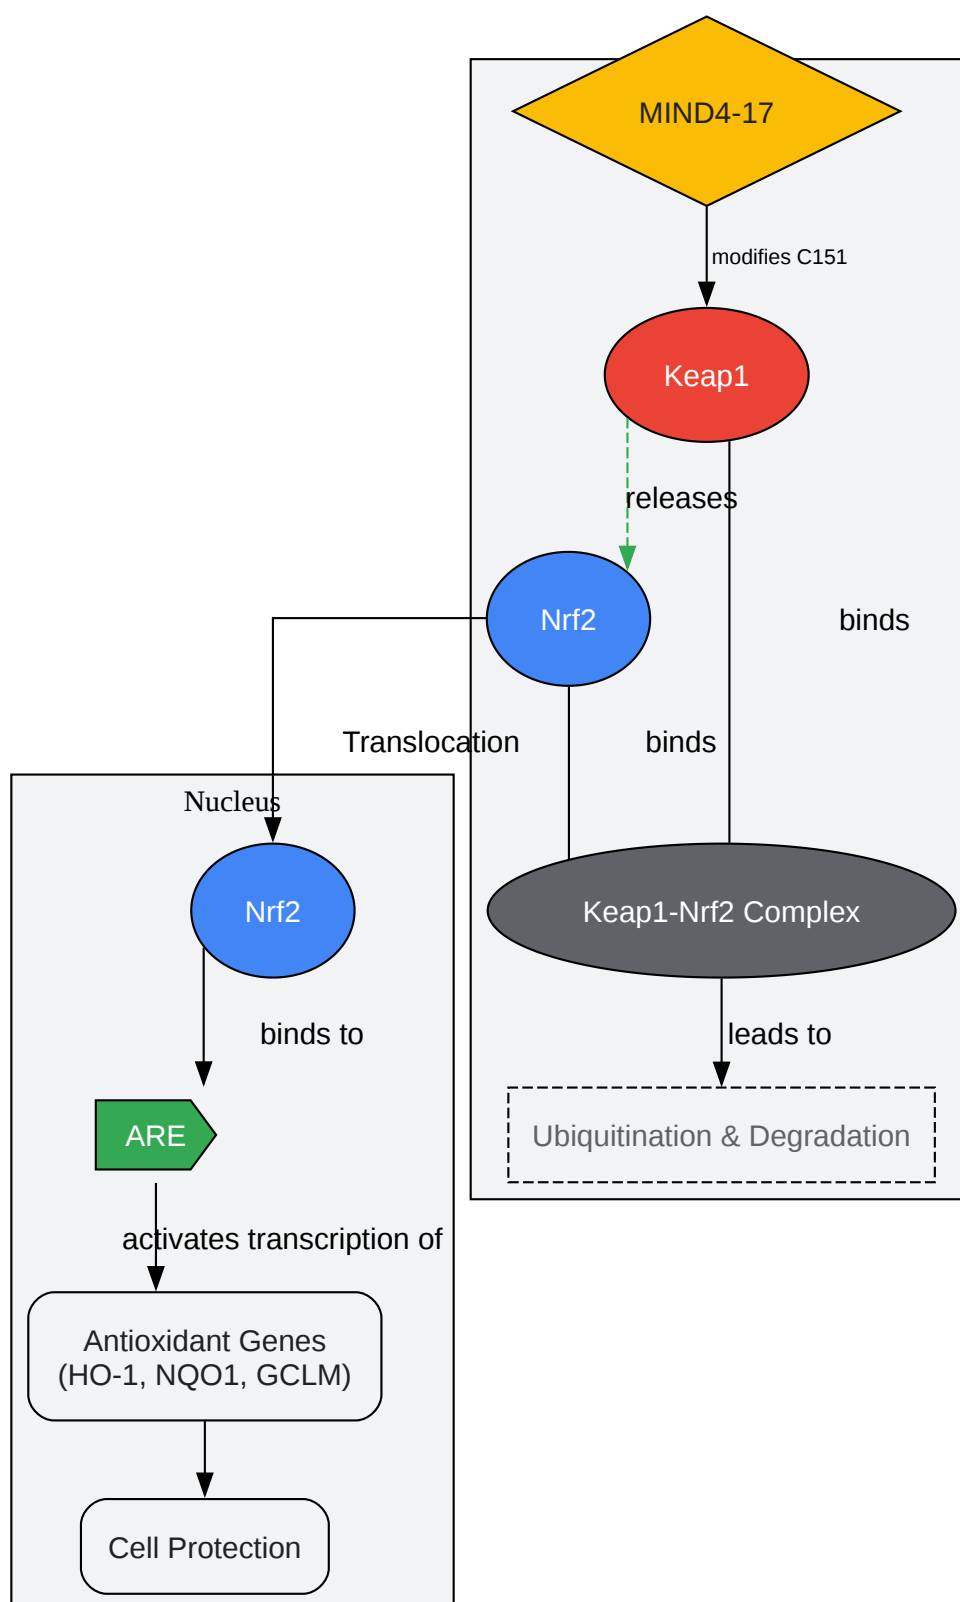 MIND4-17
modifies C151
Keap1
releases
Nrf2
binds
Translocation
binds
Nucleus
Nrf2
Keap1-Nrf2 Complex
binds to
leads to
ARE
Ubiquitination & Degradation
activates transcription of
Antioxidant Genes
(HO-1, NQO1, GCLM)
Cell Protection